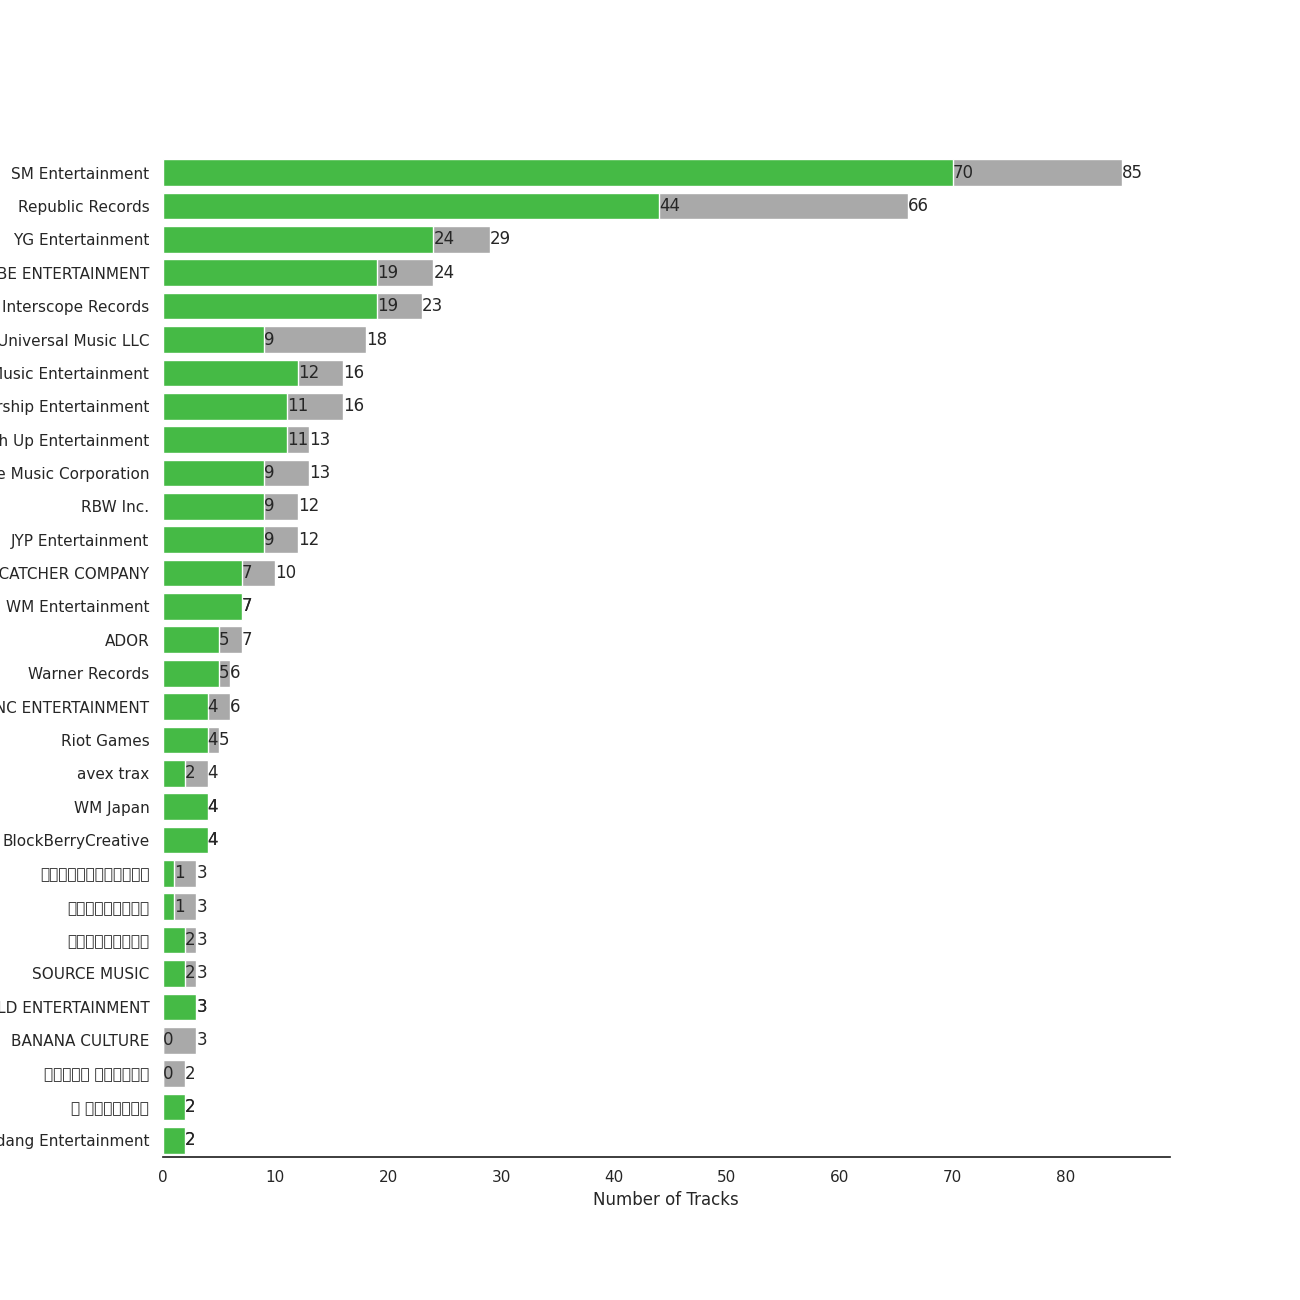 SM Entertainment 70 85
Republic Records 44 66
YG Entertainment 24 29
BE ENTERTAINMENT 19 24
Interscope Records 19 23
Universal Music LLC 9 18
Music Entertainment 12 16
rship Entertainment 11 16
h Up Entertainment 11 13
e Music Corporation 9 13
RBW Inc. 9 12
JYP Entertainment 9 12
CATCHER COMPANY 7 10
WM Entertainment 7
ADOR 5 7
Warner Records 5 6
NC ENTERTAINMENT 4 6
Riot Games 4 5
avex trax 2 4
WM Japan 4
BlockBerryCreative 4
1 3
1 3
2 3
SOURCE MUSIC 2 3
LD ENTERTAINMENT 3
BANANA CULTURE 0 3
0 2
2
dang Entertainment 2
0 10 20 30 40 50 60 70 80
Number of Tracks